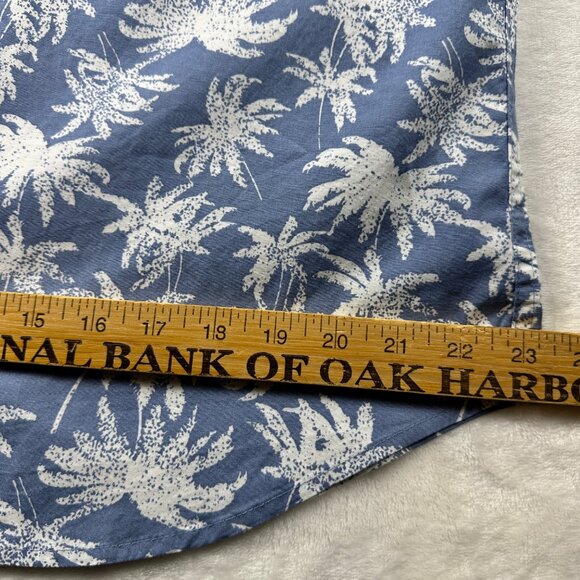 15 16 17 18 19 20 21 22 23
NAL BANK OF OAK HARBO